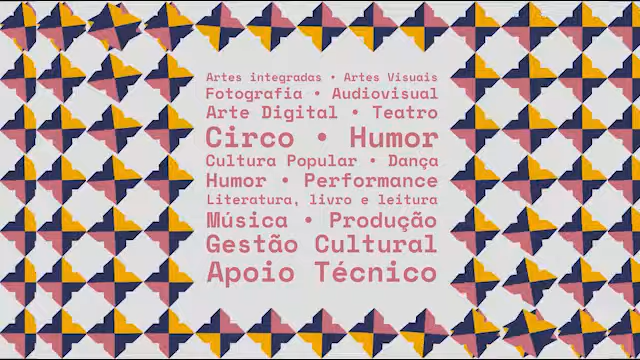 Artes integradas • Artes Visuais
Fotografia • Audiovisual
Arte Digital • Teatro
Circo • Humor
Cultura Popular • Dança
Humor • Performance
Literatura, livro e leitura
Música • Produção
Gestão Cultural
Apoio Técnico